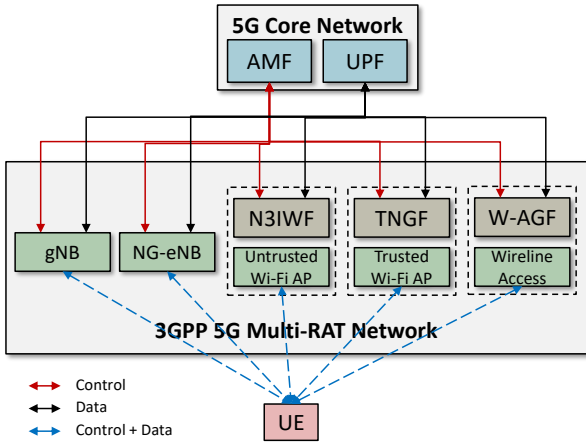 5G Core Network
AMF
UPF
N3IWF
TNGF
W-AGF
gNB
NG-eNB
Untrusted
Wi-Fi AP
Trusted
Wi-Fi AP
Wireline
Access
3GPP 5G Multi-RAT Network
Control
Data
Control + Data
UE